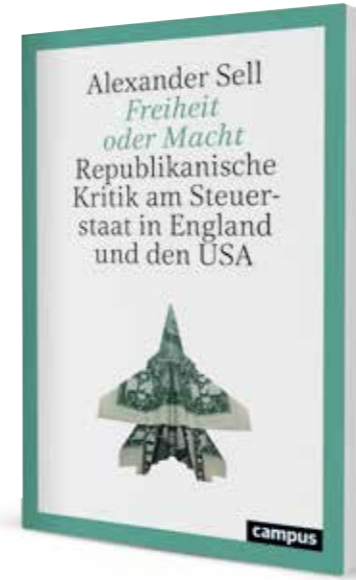 Alexander Sell
Freiheit
oder Macht
Republikanische
Kritik am Steuer-
staat in England
und den USA
campus